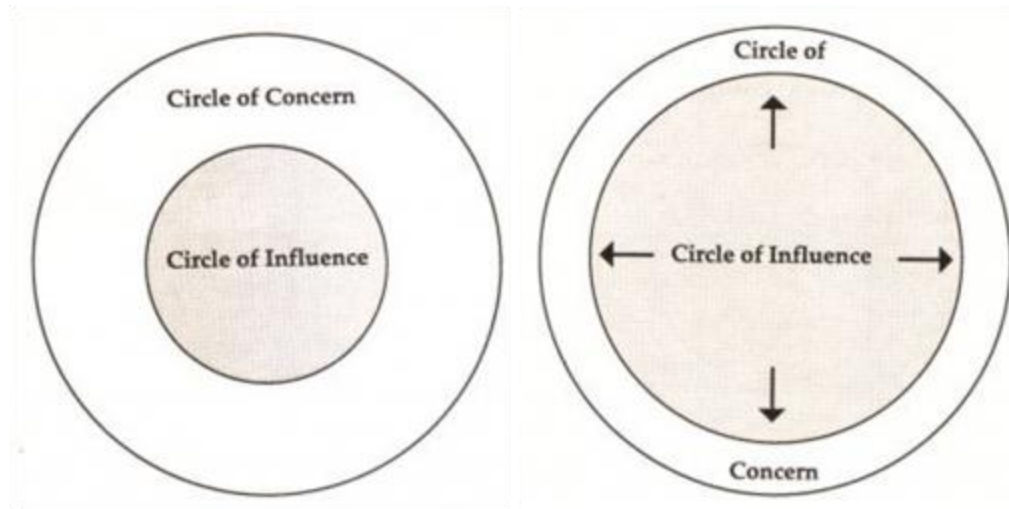 Circle of Concern
Circle of Influence
Circle of
Circle of Influence
Concern